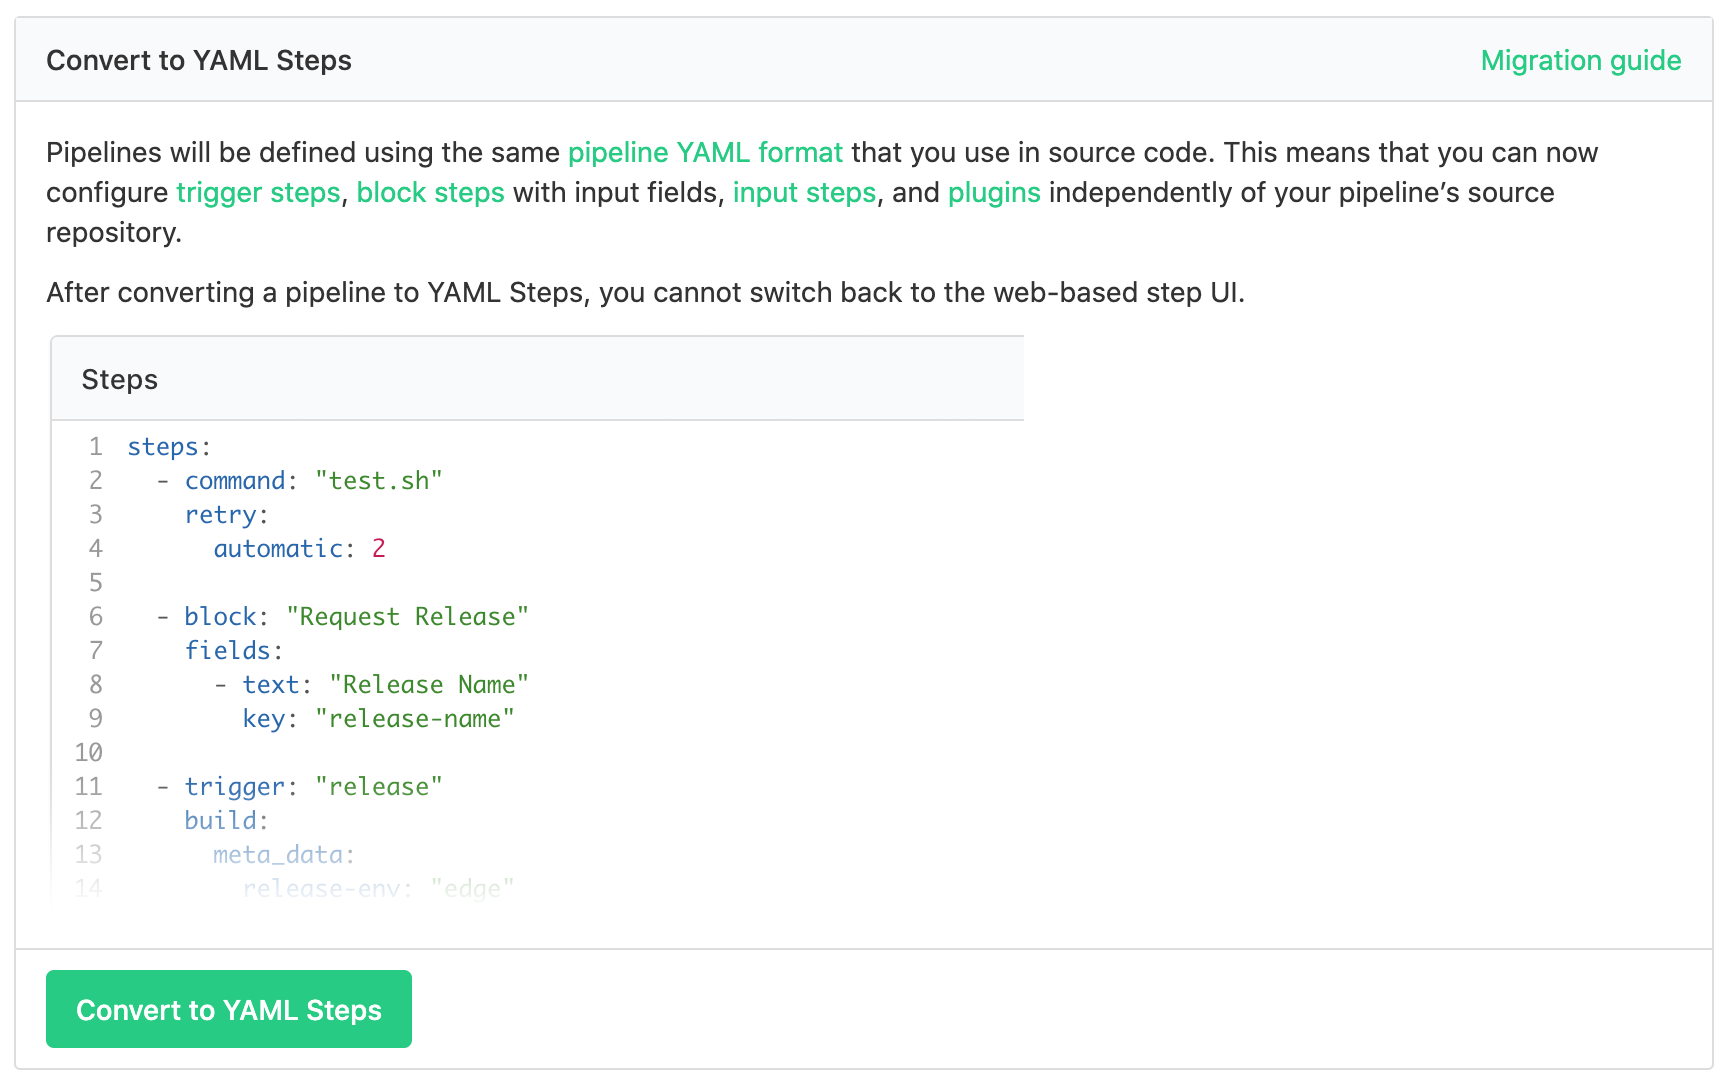 Convert to YAML Steps
Migration guide
Pipelines will be defined using the same pipeline YAML format that you use in source code. This means that you can now
configure trigger steps, block steps with input fields, input steps, and plugins independently of your pipeline’s source
repository.
After converting a pipeline to YAML Steps, you cannot switch back to the web-based step UI.
Steps
1 steps:
2   - command: "test.sh"
3     retry:
4       automatic: 2
5
6   - block: "Request Release"
7     fields:
8       - text: "Release Name"
9         key: "release-name"
10
11   - trigger: "release"
12     build:
13       meta_data:
14         release-env: "edge"
Convert to YAML Steps